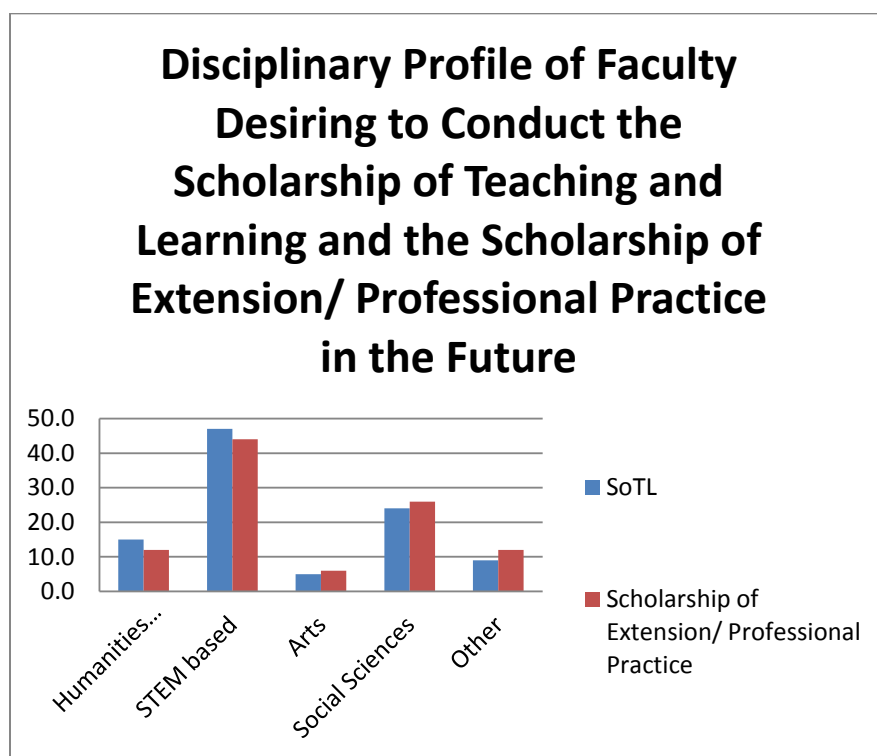 Disciplinary Profile of Faculty
Desiring to Conduct the
Scholarship of Teaching and
Learning and the Scholarship of
Extension/ Professional Practice
in the Future
50.0
40.0
30.0
20.0
10.0
0.0
Humanities...
STEM based
Arts
Social Sciences
Other
SoTL
Scholarship of
Extension/ Professional
Practice